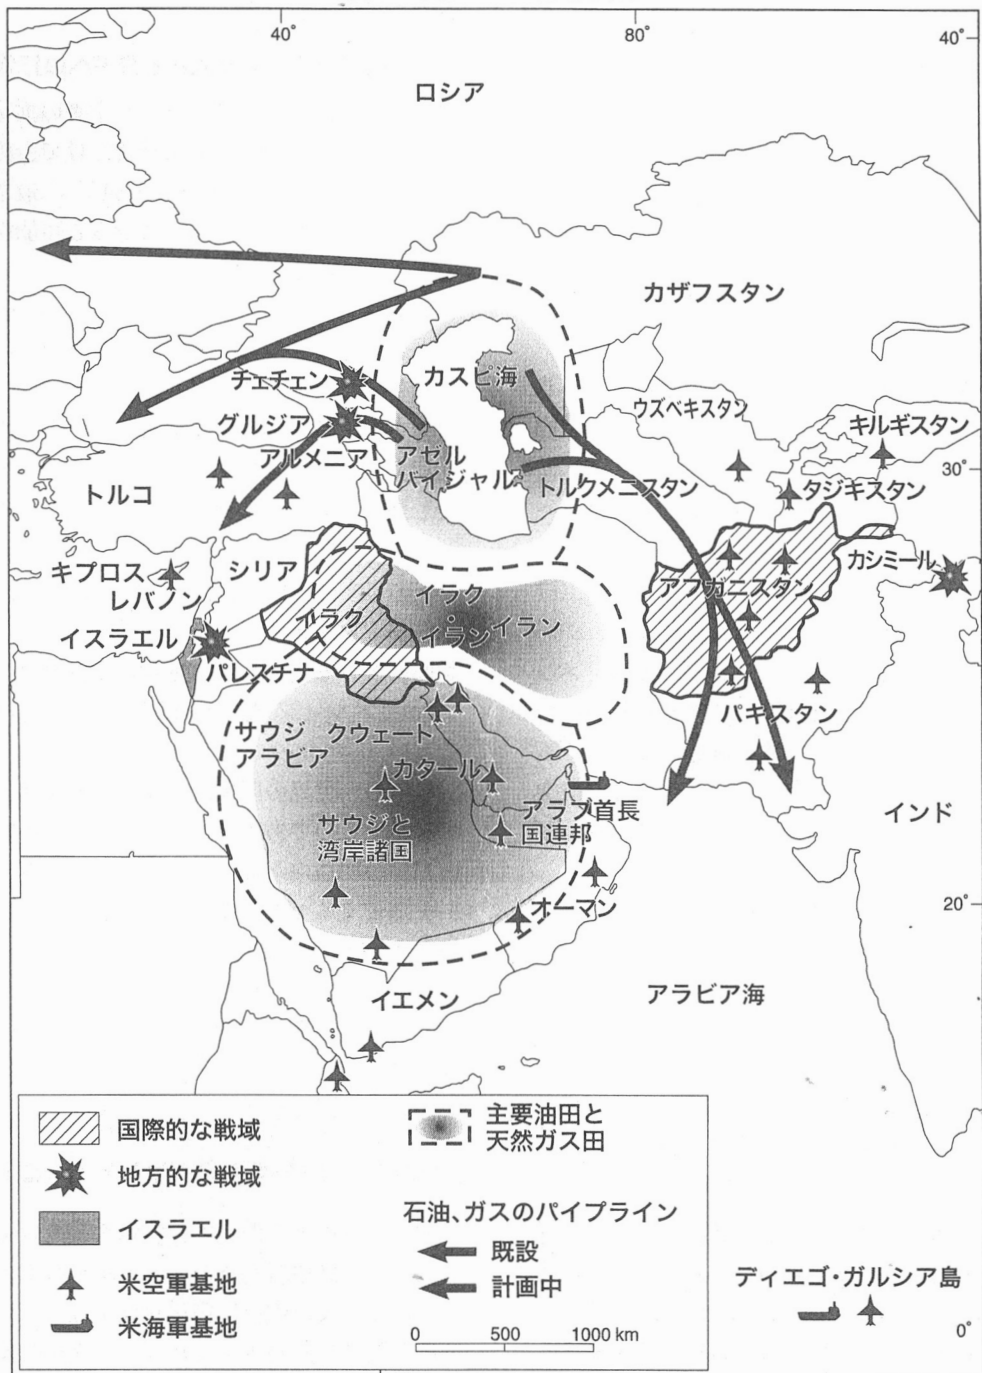 40°
80°
40°
ロシア
カザフスタン
カスピ海
チェチェン
ウズベキスタン
グルジア
キルギスタン
アルメニア
アゼル
バイジャル
30°
トルコ
トルクメニスタン
タジキスタン
キプロス
シリア
カシミール
レバノン
アフガニスタン
イラク
・
イラン
イラン
イラク
イスラエル
パレスチナ
パキスタン
サウジ
アラビア
クウェート
カタール
アラブ首長
国連邦
インド
サウジと
湾岸諸国
オーマン
20°
イエメン
アラビア海
国際的な戦域
地方的な戦域
イスラエル
米空軍基地
米海軍基地
主要油田と
天然ガス田
石油、ガスのパイプライン
既設
計画中
0 500 1000 km
ディエゴ・ガルシア島
0°